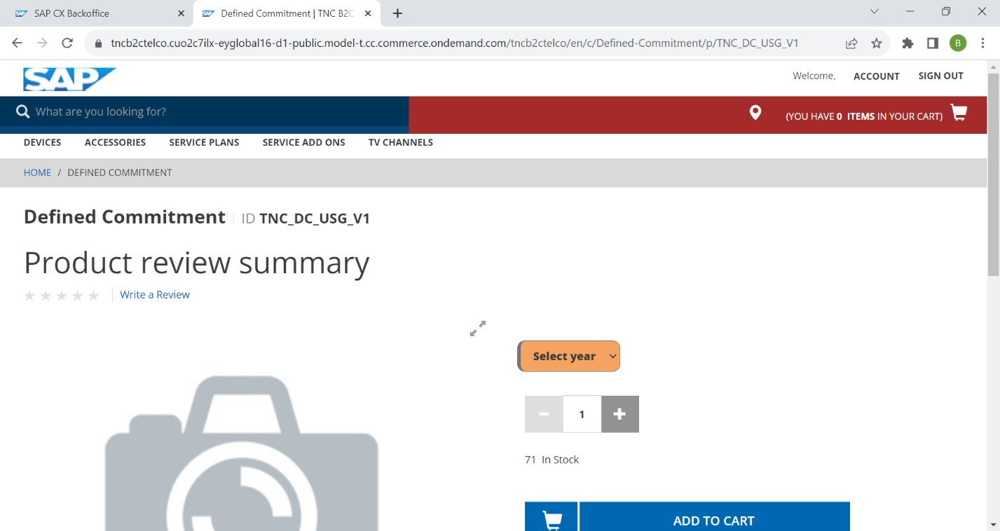 SAP CX Backoffice
Defined Commitment | TNC B2C
tncb2ctelco.cuo2c7ilx-eyglobal16-d1-public.model-t.cc.commerce.ondemand.com/tncb2ctelco/en/c/Defined-Commitment/p/TNC_DC_USG_V1
B
SAP
Welcome, ACCOUNT SIGN OUT
What are you looking for?
(YOU HAVE 0 ITEMS IN YOUR CART)
DEVICES ACCESSORIES SERVICE PLANS SERVICE ADD ONS TV CHANNELS
HOME / DEFINED COMMITMENT
Defined Commitment | ID TNC_DC_USG_V1
Product review summary
Write a Review
Select year
1
71 In Stock
ADD TO CART